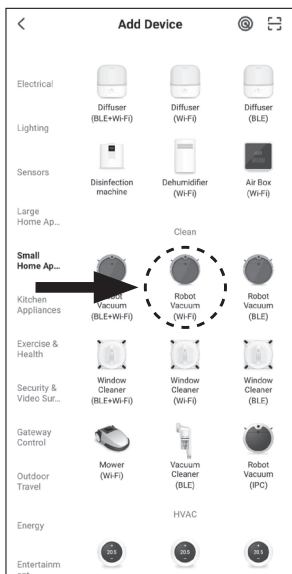 Add Device
Electrical
Lighting
Sensors
Large
Home Ap...
Small
Home Ap...
Kitchen
Appliances
Exercise &
Health
Security &
Video Sur...
Gateway
Control
Outdoor
Travel
Energy
Entertainm
Diffuser
(BLE+Wi-Fi)
Diffuser
(Wi-Fi)
Diffuser
(BLE)
Disinfection
machine
Dehumidifier
(Wi-Fi)
Air Box
(Wi-Fi)
Clean
Vacuum
(BLE+Wi-Fi)
Robot
Vacuum
(Wi-Fi)
Robot
Vacuum
(BLE)
Window
Cleaner
(BLE+Wi-Fi)
Window
Cleaner
(Wi-Fi)
Window
Cleaner
(BLE)
Mower
(Wi-Fi)
Vacuum
Cleaner
(BLE)
Robot
Vacuum
(IPC)
HVAC
20.5
20.5
20.5